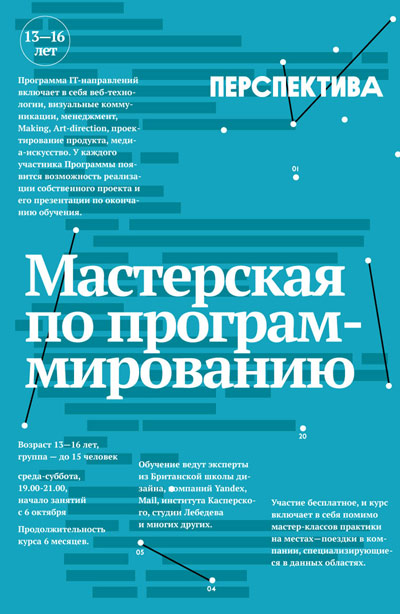 13—16
лет
Программа IT-направлений
включает в себя веб-техно-
логии, визуальные комму-
никации, менеджмент,
Making, Art-direction, проек-
тирование продукта, меди-
а-искусство. У каждого
участника Программы поя-
вится возможность реализа-
ции собственного проекта и
его презентации по оконча-
нию обучения.
ПЕРСПЕКТИВА
01
Мастерская
по програм-
мированию
20
Возраст 13—16 лет,
группа — до 15 человек
среда-суббота,
19.00-21.00,
начало занятий
с 6 октября
Продолжительность
курса 6 месяцев.
Обучение ведут эксперты
из Британской школы ди-
зайна, компаний Yandex,
Mail, института Касперско-
го, студии Лебедева
и многих других.
Участие бесплатное, и курс
включает в себя помимо
мастер-классов практики
на местах—поездки в ком-
пании, специализирующие-
ся в данных областях.
05
04